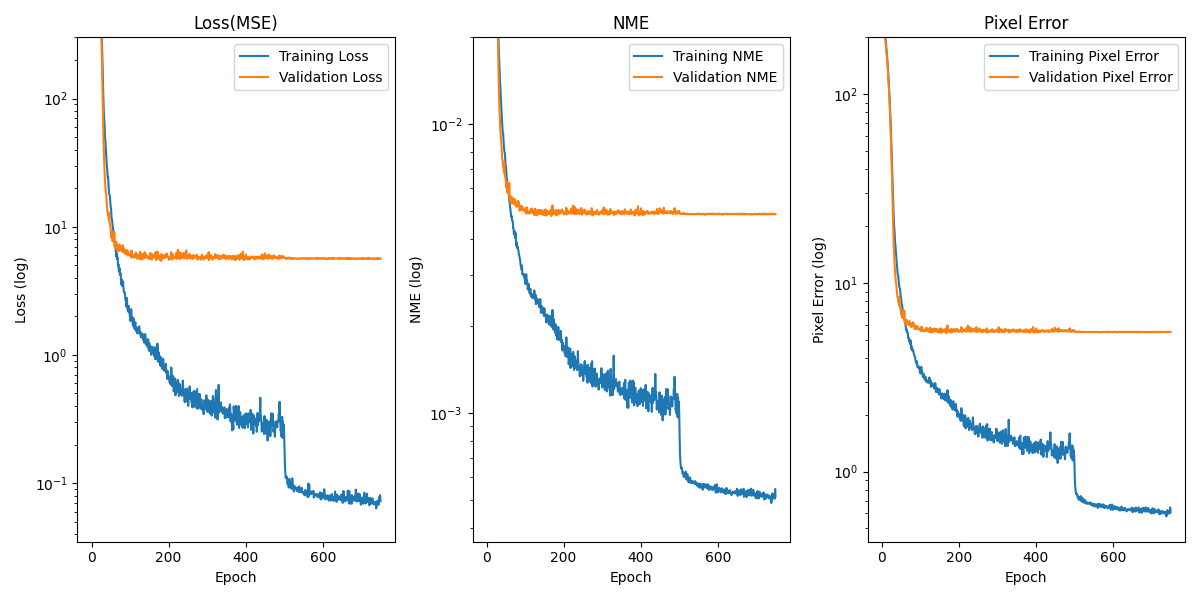 Loss(MSE)
Training Loss
Validation Loss
10²
10¹
10⁰
10⁻¹
Loss (log)
0 200 400 600
Epoch
NME
Training NME
Validation NME
10⁻²
10⁻³
NME (log)
0 200 400 600
Epoch
Pixel Error
Training Pixel Error
Validation Pixel Error
10²
10¹
10⁰
Pixel Error (log)
0 200 400 600
Epoch